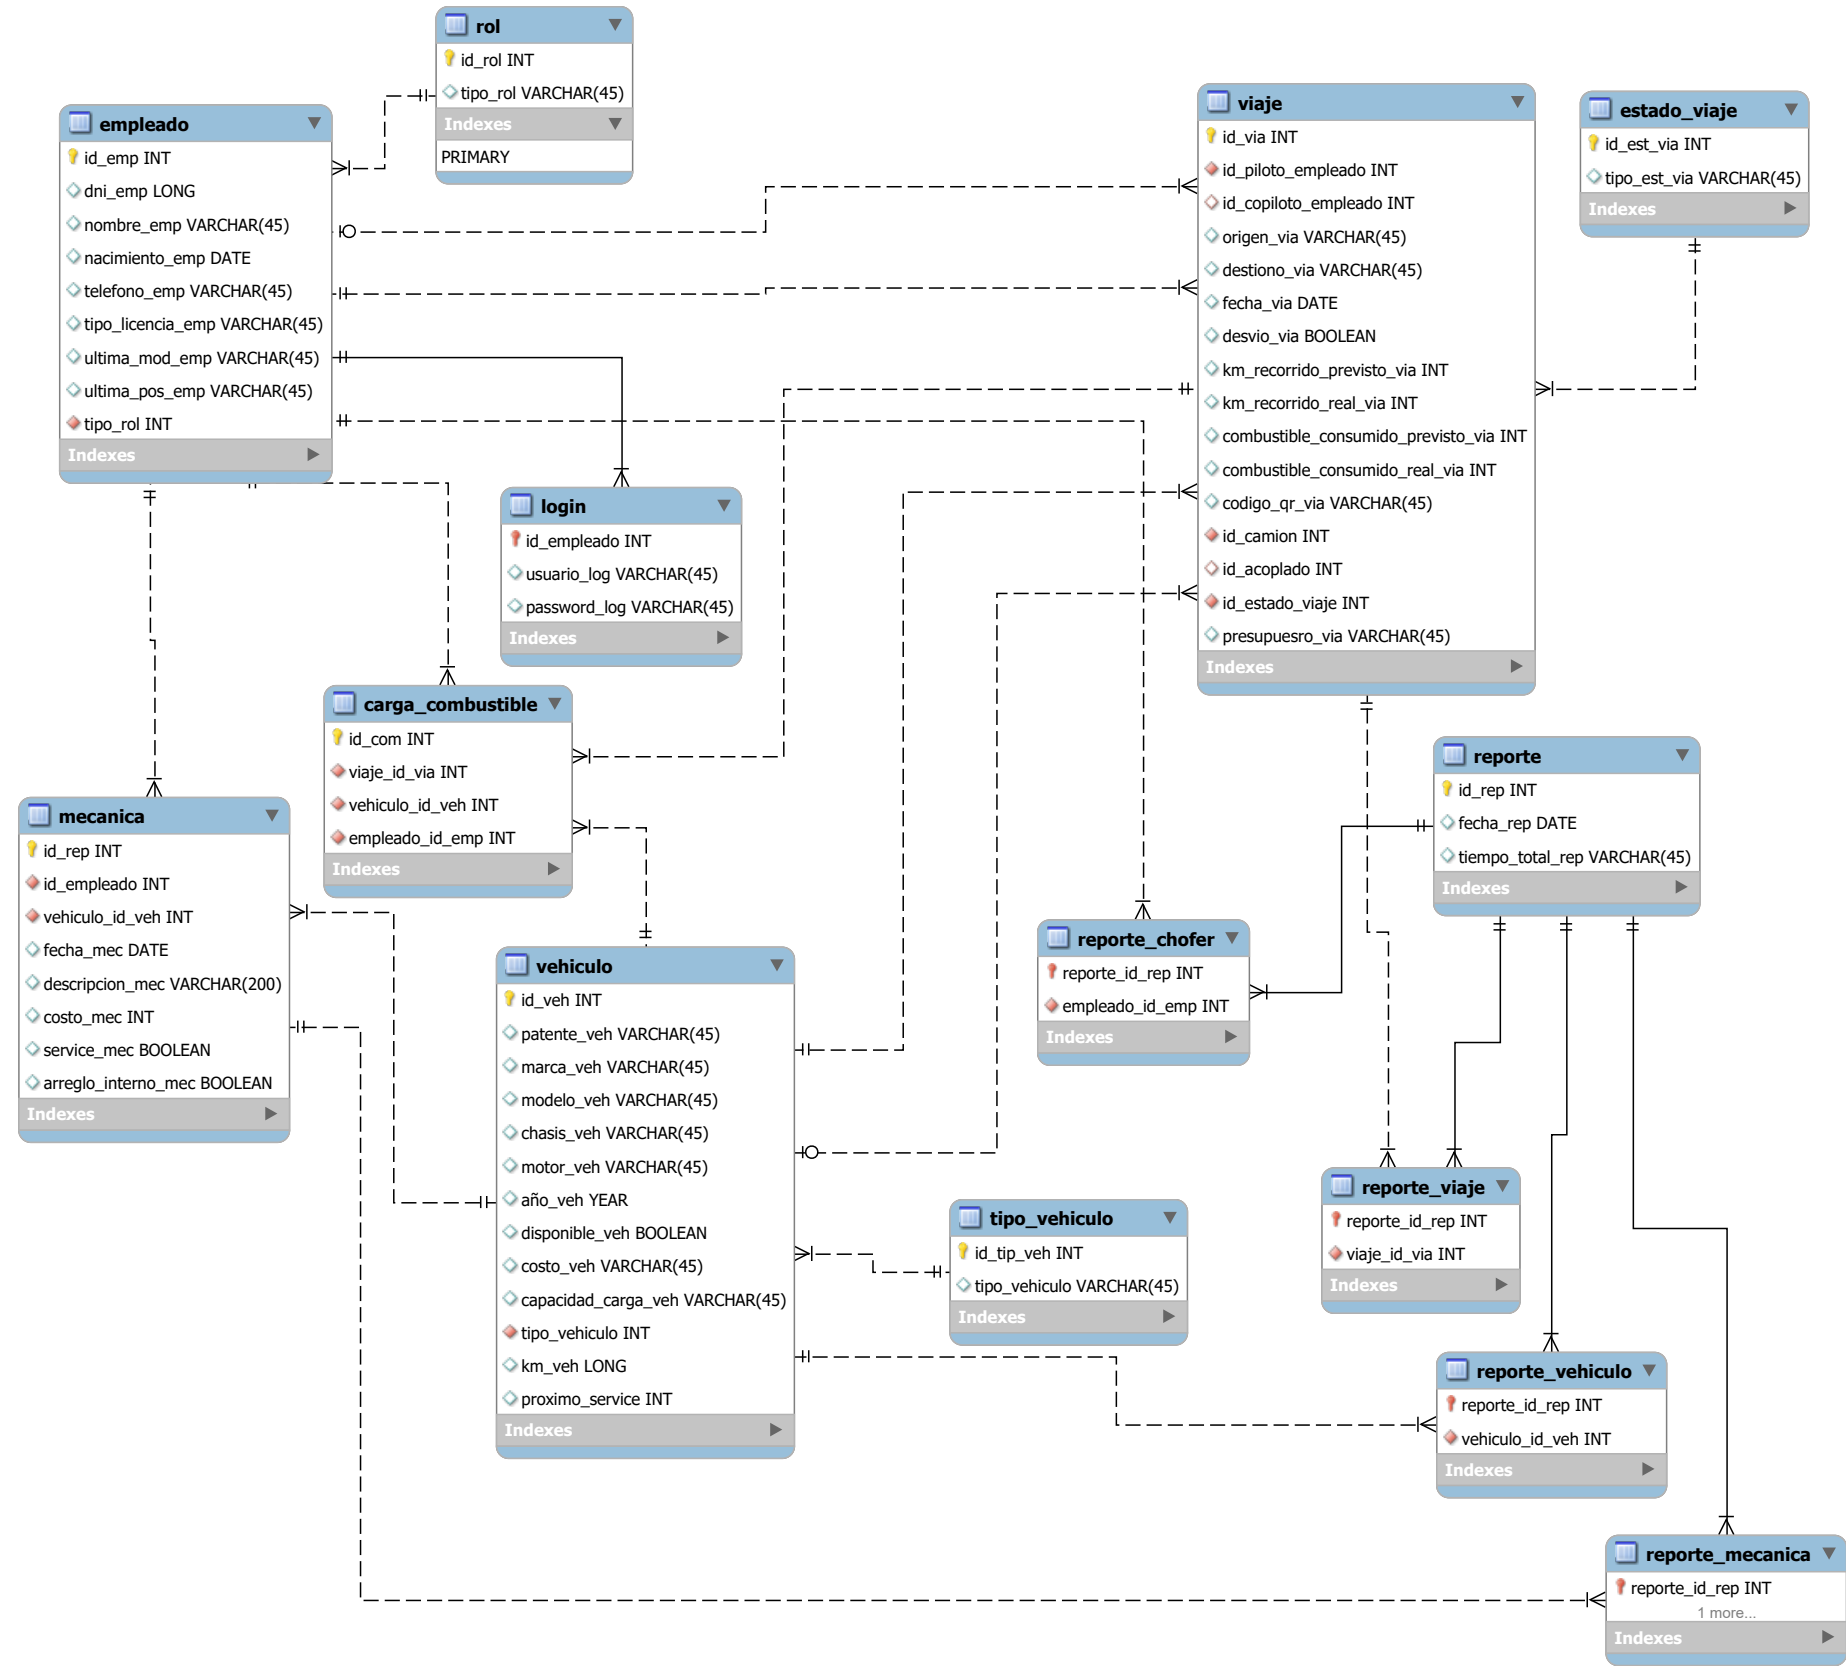 rol
id_rol INT
tipo_rol VARCHAR(45)
Indexes
PRIMARY
empleado
id_emp INT
dni_emp LONG
nombre_emp VARCHAR(45)
nacimiento_emp DATE
telefono_emp VARCHAR(45)
tipo_licencia_emp VARCHAR(45)
ultima_mod_emp VARCHAR(45)
ultima_pos_emp VARCHAR(45)
tipo_rol INT
Indexes
viaje
id_via INT
id_piloto_empleado INT
id_copiloto_empleado INT
origen_via VARCHAR(45)
destiono_via VARCHAR(45)
fecha_via DATE
desvio_via BOOLEAN
km_recorrido_previsto_via INT
km_recorrido_real_via INT
combustible_consumido_previsto_via INT
combustible_consumido_real_via INT
codigo_qr_via VARCHAR(45)
id_camion INT
id_acoplado INT
id_estado_viaje INT
presupuesro_via VARCHAR(45)
Indexes
estado_viaje
id_est_via INT
tipo_est_via VARCHAR(45)
Indexes
login
id_empleado INT
usuario_log VARCHAR(45)
password_log VARCHAR(45)
Indexes
carga_combustible
id_com INT
viaje_id_via INT
vehiculo_id_veh INT
empleado_id_emp INT
Indexes
mecanica
id_rep INT
id_empleado INT
vehiculo_id_veh INT
fecha_mec DATE
descripcion_mec VARCHAR(200)
costo_mec INT
service_mec BOOLEAN
arreglo_interno_mec BOOLEAN
Indexes
reporte
id_rep INT
fecha_rep DATE
tiempo_total_rep VARCHAR(45)
Indexes
reporte_chofer
reporte_id_rep INT
empleado_id_emp INT
Indexes
vehiculo
id_veh INT
patente_veh VARCHAR(45)
marca_veh VARCHAR(45)
modelo_veh VARCHAR(45)
chasis_veh VARCHAR(45)
motor_veh VARCHAR(45)
año_veh YEAR
disponible_veh BOOLEAN
costo_veh VARCHAR(45)
capacidad_carga_veh VARCHAR(45)
tipo_vehiculo INT
km_veh LONG
proximo_service INT
Indexes
tipo_vehiculo
id_tip_veh INT
tipo_vehiculo VARCHAR(45)
Indexes
reporte_viaje
reporte_id_rep INT
viaje_id_via INT
Indexes
reporte_vehiculo
reporte_id_rep INT
vehiculo_id_veh INT
Indexes
reporte_mecanica
reporte_id_rep INT
1 more...
Indexes